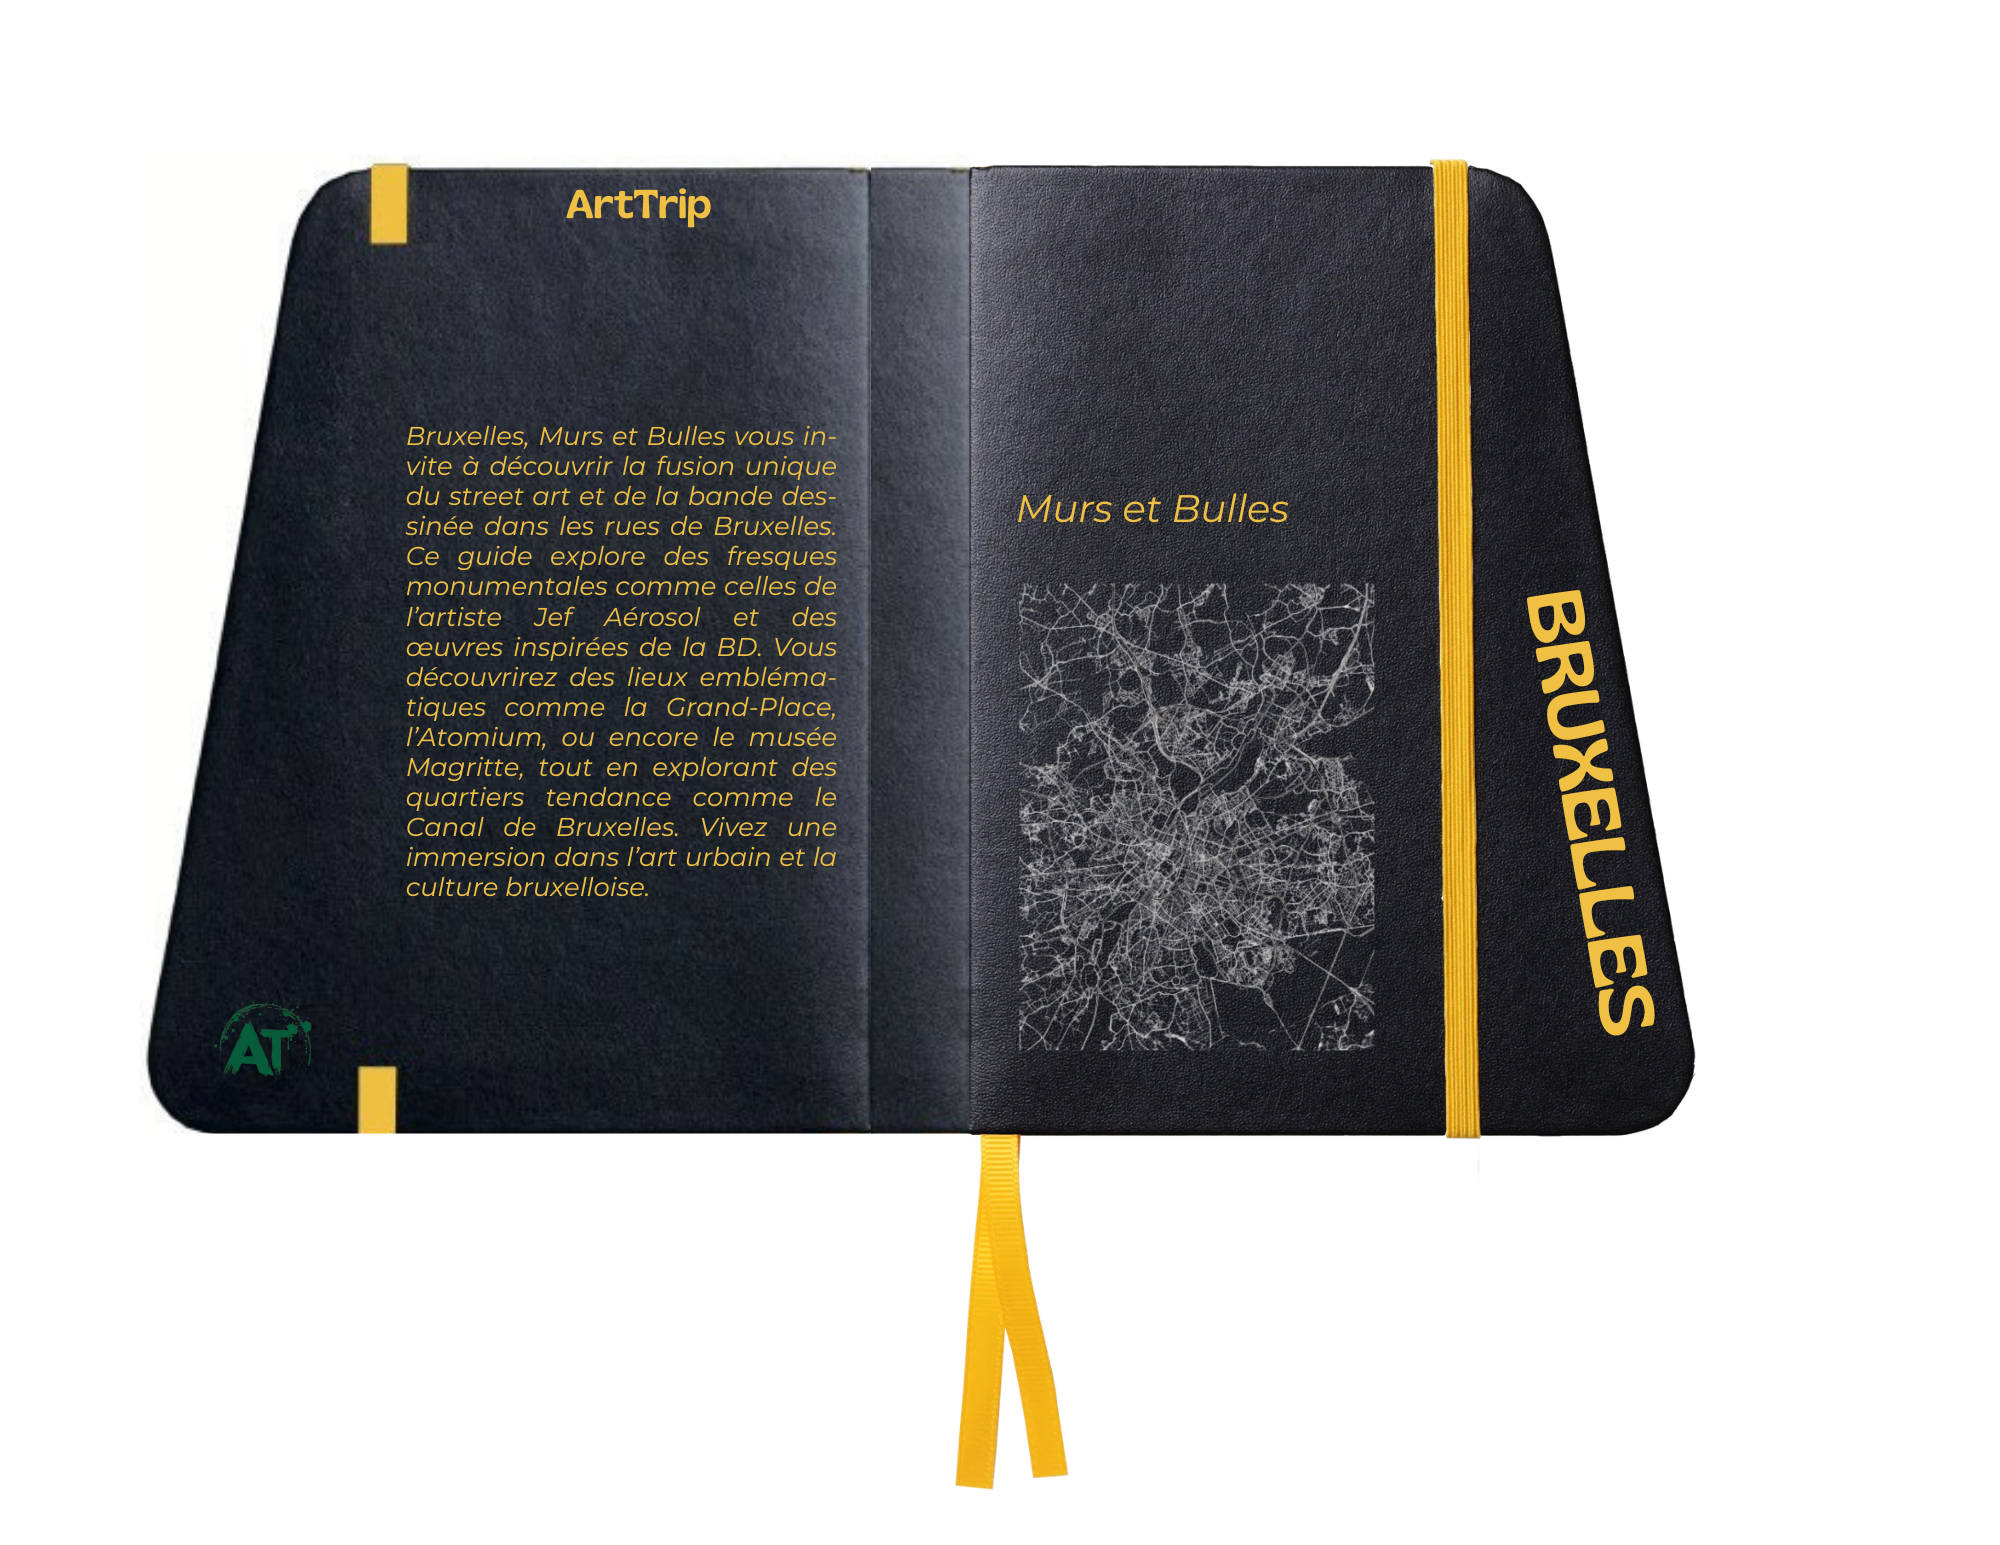 ArtTrip
Bruxelles, Murs et Bulles vous in-
vite à découvrir la fusion unique
du street art et de la bande des-
sinée dans les rues de Bruxelles.
Ce guide explore des fresques
monumentales comme celles de
l’artiste Jef Aérosol et des
œuvres inspirées de la BD. Vous
découvrirez des lieux embléma-
tiques comme la Grand-Place,
l’Atomium, ou encore le musée
Magritte, tout en explorant des
quartiers tendance comme le
Canal de Bruxelles. Vivez une
immersion dans l’art urbain et la
culture bruxelloise.
AT
Murs et Bulles
BRUXELLES